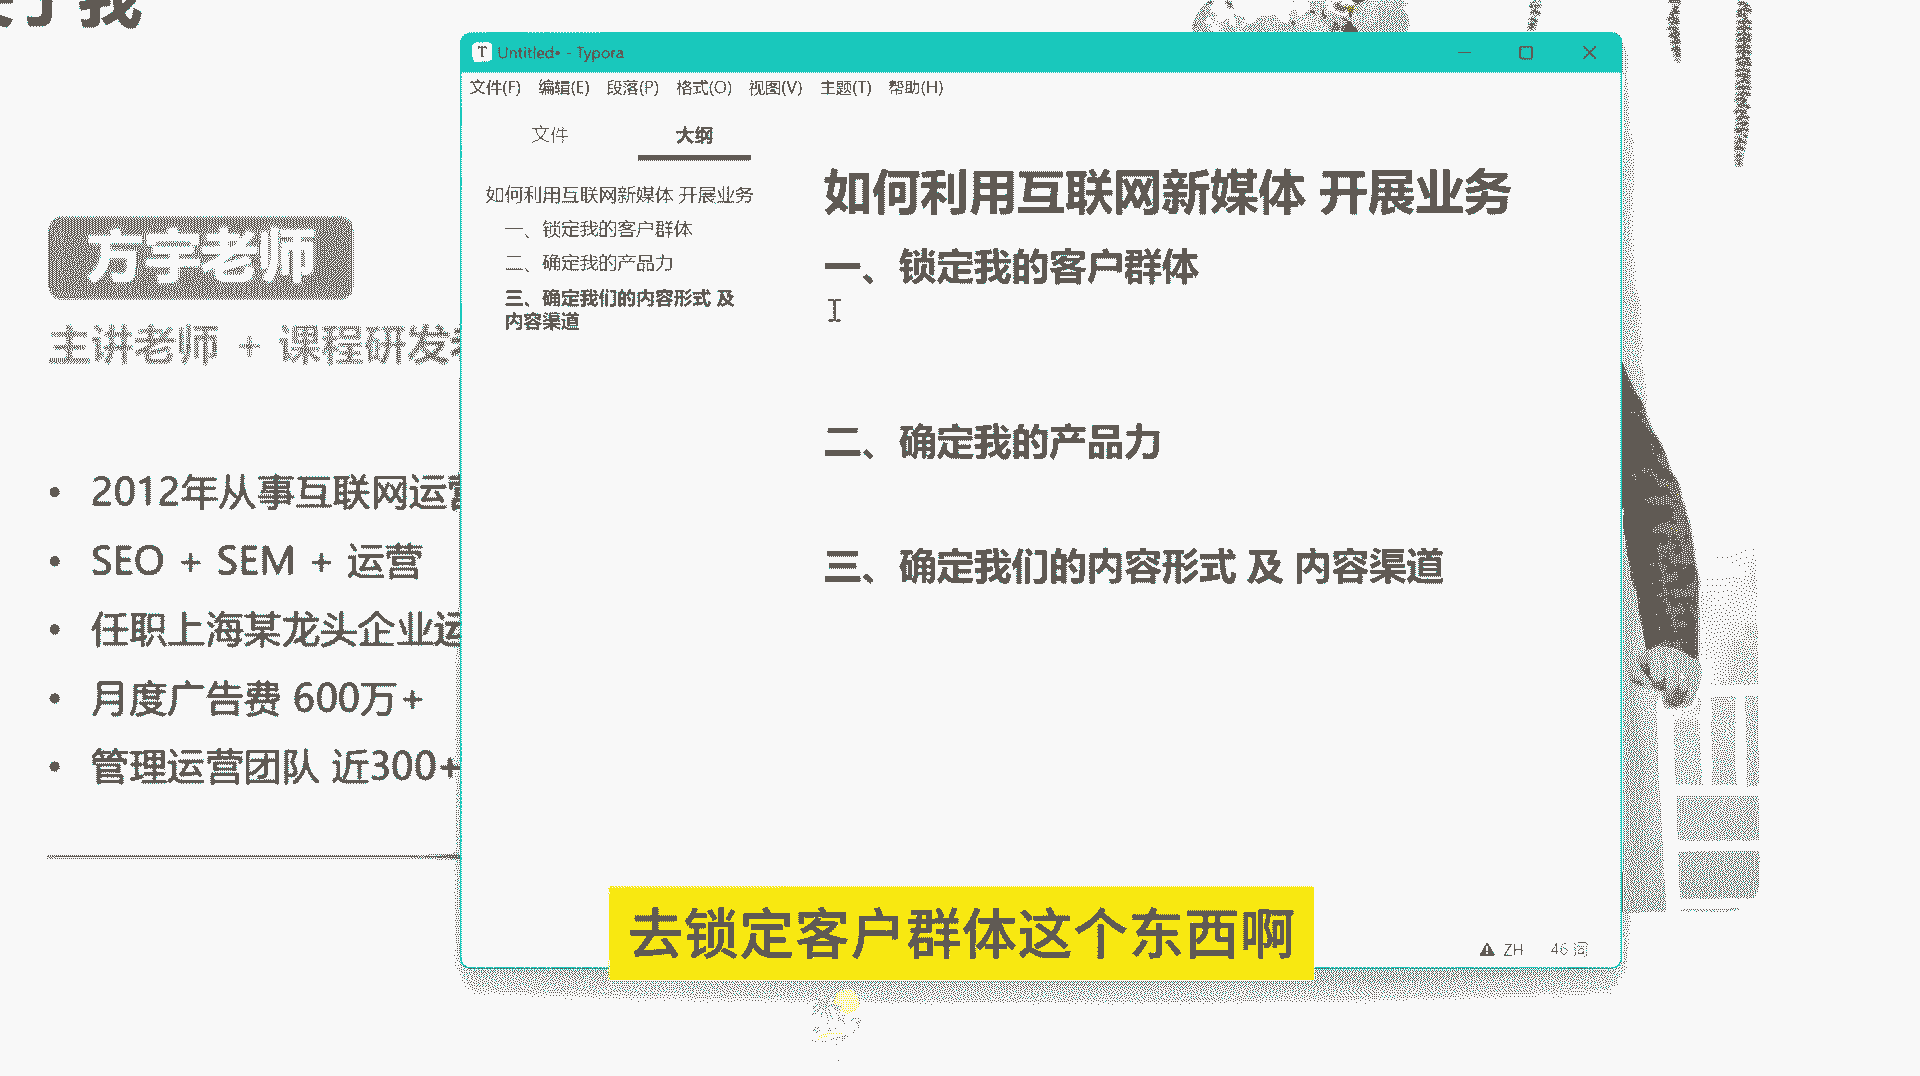 我
Untitled• - Typora
文件(F) 编辑(E) 段落(P) 格式(O) 视图(V) 主题(T) 帮助(H)
文件 大纲
如何利用互联网新媒体 开展业务
一、锁定我的客户群体
二、确定我的产品力
三、确定我们的内容形式 及
内容渠道
如何利用互联网新媒体 开展业务
一、锁定我的客户群体
二、确定我的产品力
三、确定我们的内容形式 及 内容渠道
ZH 46 词
方宇老师
主讲老师 + 课程研发
• 2012年从事互联网运营
• SEO + SEM + 运营
• 任职上海某龙头企业运
• 月度广告费 600万+
• 管理运营团队 近300+
去锁定客户群体这个东西啊